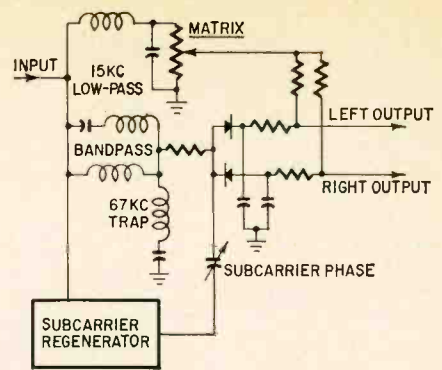 MATRIX
INPUT
15KC
LOW-PASS
LEFT OUTPUT
BANDPASS
RIGHT OUTPUT
67KC
TRAP
SUBCARRIER PHASE
SUBCARRIER
REGENERATOR